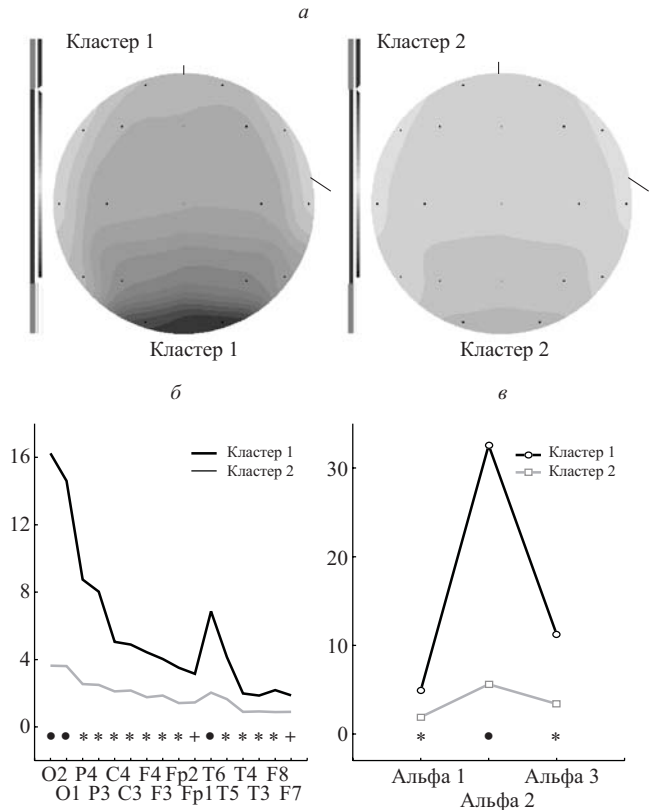 а
Кластер 1 Кластер 2
Кластер 1 Кластер 2
б в
16
12
8
4
0
Кластер 1
Кластер 2
● ● * * * * * * * + ● * * * * +
O2 P4 C4 F4 Fp2 T6 T4 F8
O1 P3 C3 F3 Fp1 T5 T3 F7
30
20
10
0
Кластер 1
Кластер 2
* ● *
Альфа 1 Альфа 3
Альфа 2